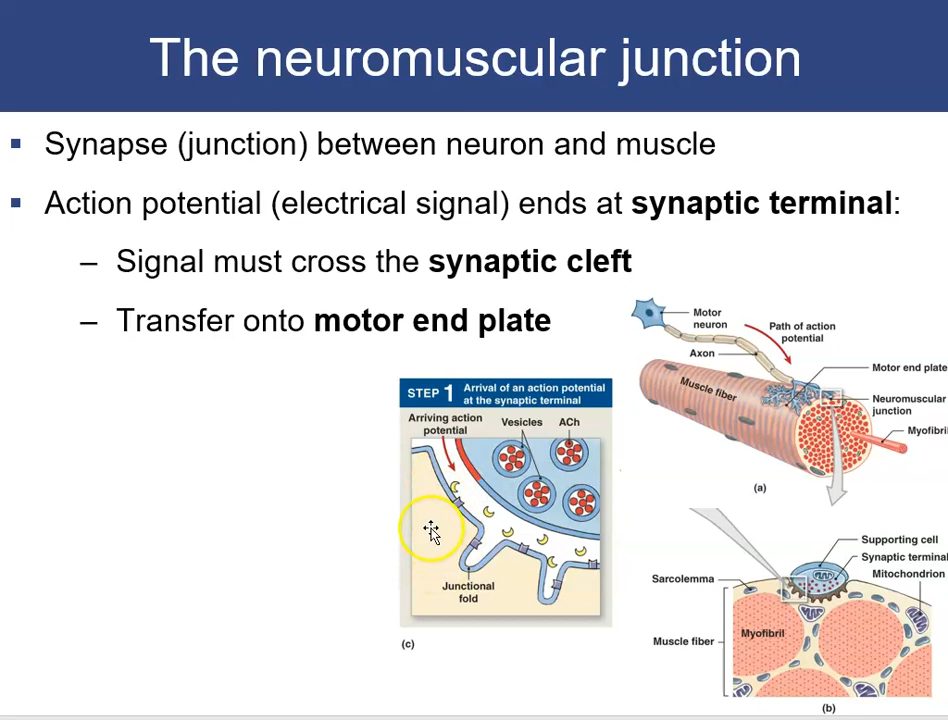 The neuromuscular junction
▪ Synapse (junction) between neuron and muscle
▪ Action potential (electrical signal) ends at synaptic terminal:
– Signal must cross the synaptic cleft
– Transfer onto motor end plate
STEP 1 Arrival of an action potential
at the synaptic terminal
Arriving action
potential
Vesicles
ACh
Junctional
fold
(c)
Motor
neuron
Path of action
potential
Axon
Motor end plate
Muscle fiber
Neuromuscular
junction
Myofibril
(a)
Supporting cell
Synaptic terminal
Mitochondrion
Sarcolemma
Myofibril
Muscle fiber
(b)